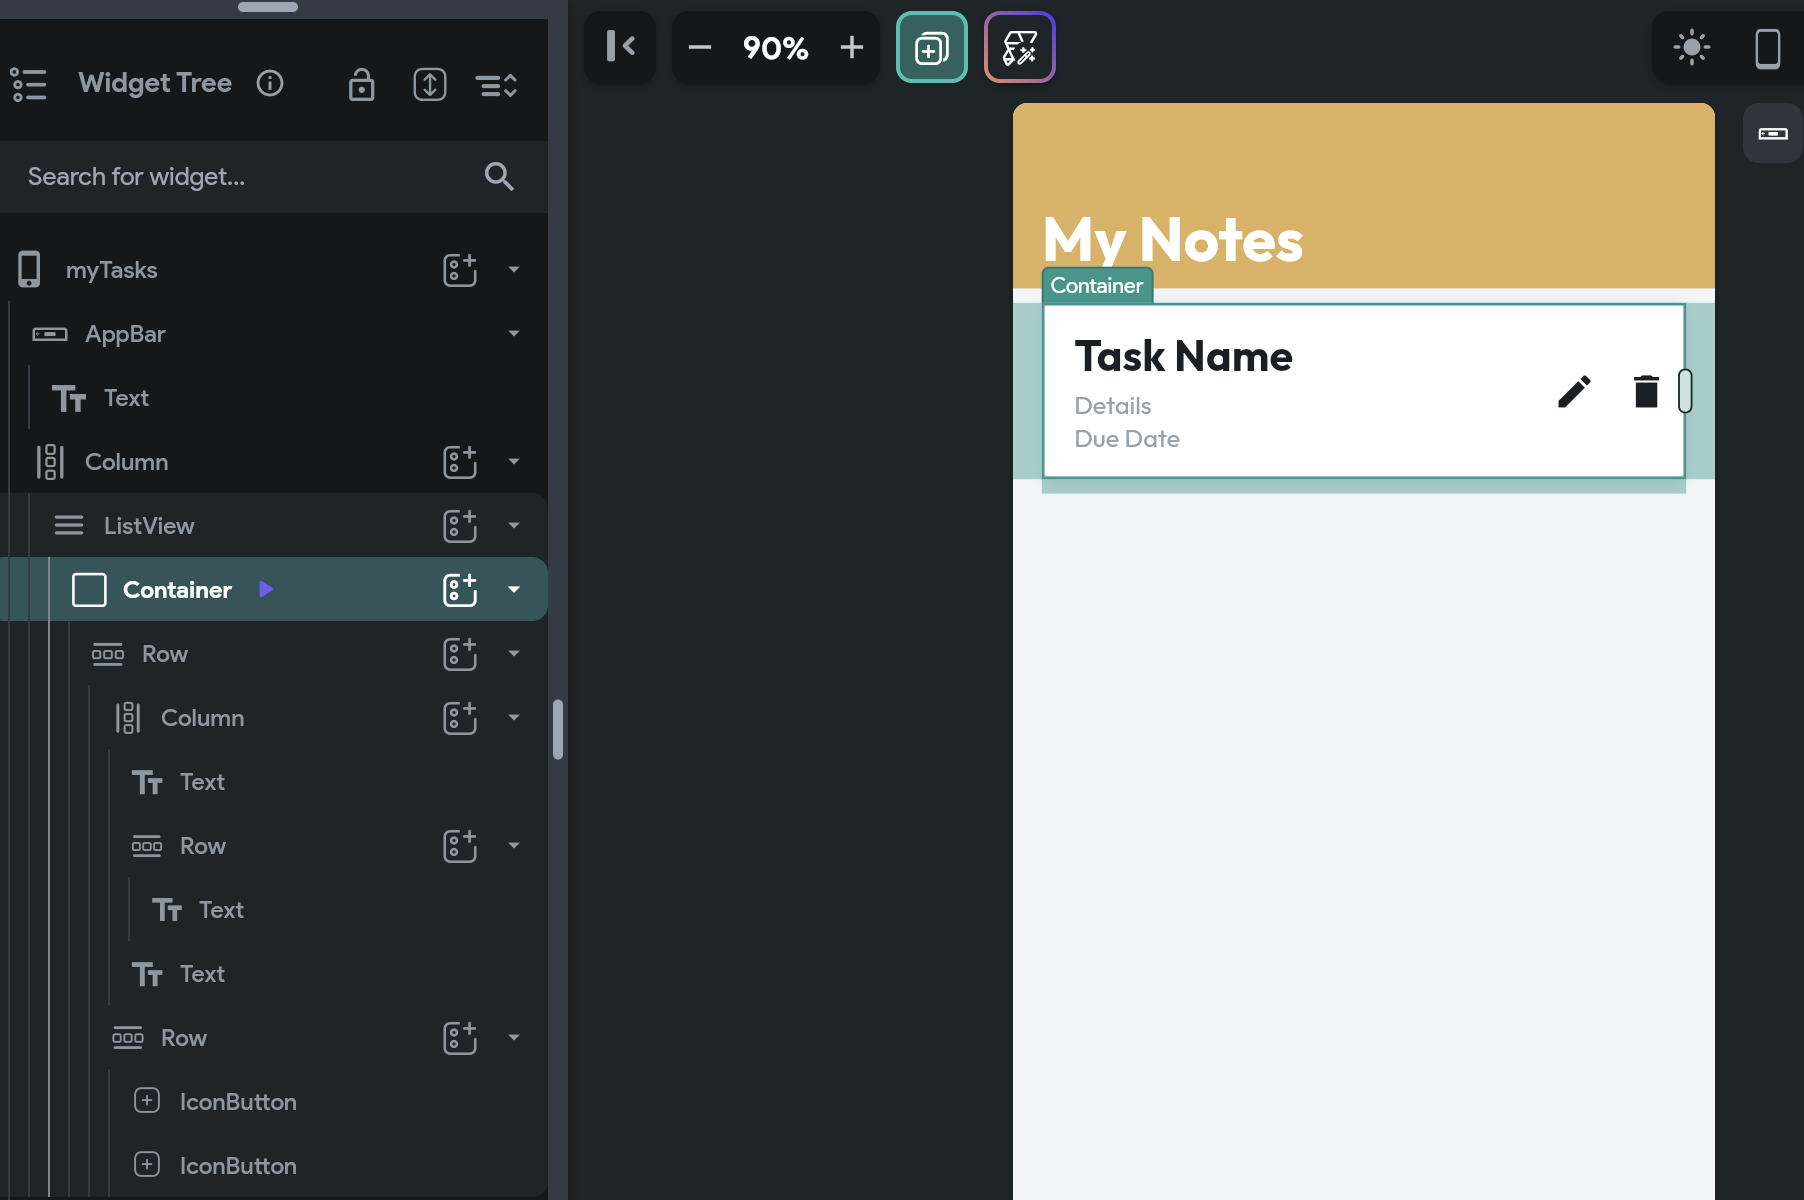 Widget Tree
Search for widget...
myTasks
AppBar
Text
Column
ListView
Container
Row
Column
Text
Row
Text
Text
Row
IconButton
IconButton
90%
My Notes
Container
Task Name
Details
Due Date